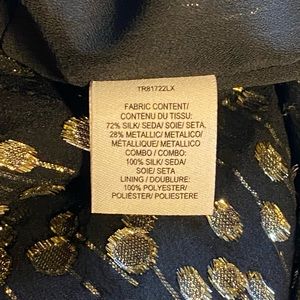 TR81722LX
FABRIC CONTENT/
CONTENU DU TISSU:
72% SILK/ SEDA/ SOIE/ SETA,
28% METALLIC/ METALICO/
MÉTALLIQUE/ METALICO
COMBO / COMBO:
100% SILK/ SEDA/ SOIE/ SETA
LINING / DOUBLURE:
100% POLYESTER/
POLIÉSTER/ POLIESTERE